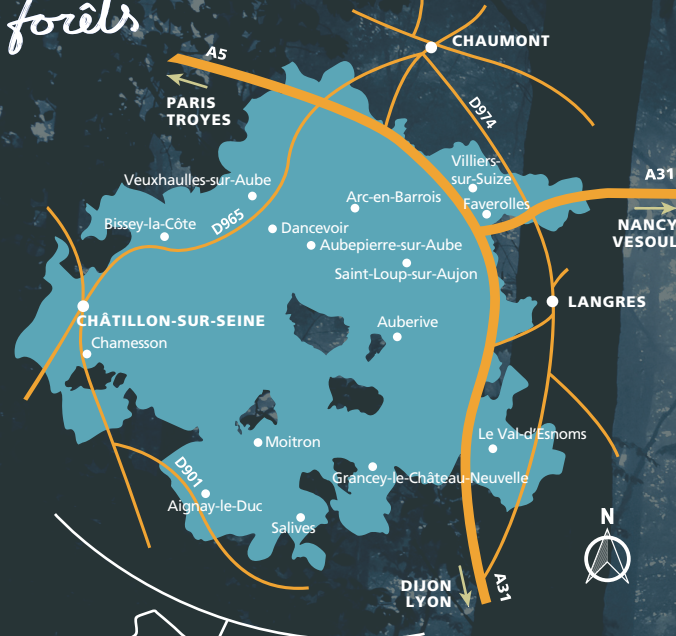 forêts
A5
CHAUMONT
PARIS
TROYES
D974
Villiers-
sur-Suize
A31
Veuxhaulles-sur-Aube
Arc-en-Barrois
Faverolles
NANCY
VESOUL
Bissey-la-Côte
D965
Dancevoir
Aubepierre-sur-Aube
Saint-Loup-sur-Aujon
LANGRES
CHÂTILLON-SUR-SEINE
Auberive
Chamesson
Le Val-d'Esnoms
Moitron
D901
Grancey-le-Château-Neuvelle
Aignay-le-Duc
Salives
N
DIJON
LYON
A31